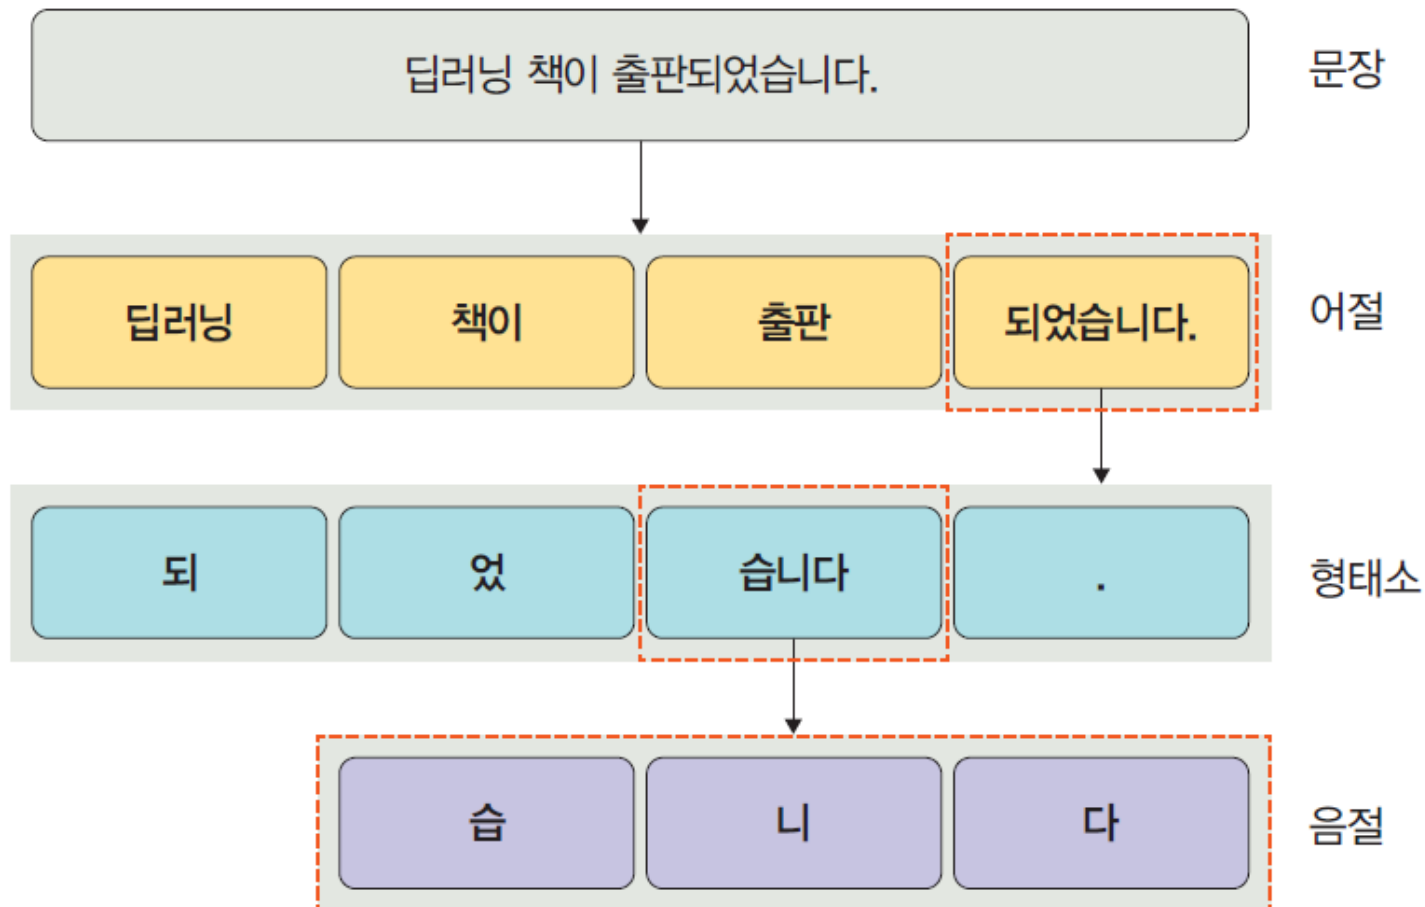 딥러닝 책이 출판되었습니다. 문장
딥러닝 책이 출판 되었습니다. 어절
되 었 습니다 . 형태소
습 니 다 음절